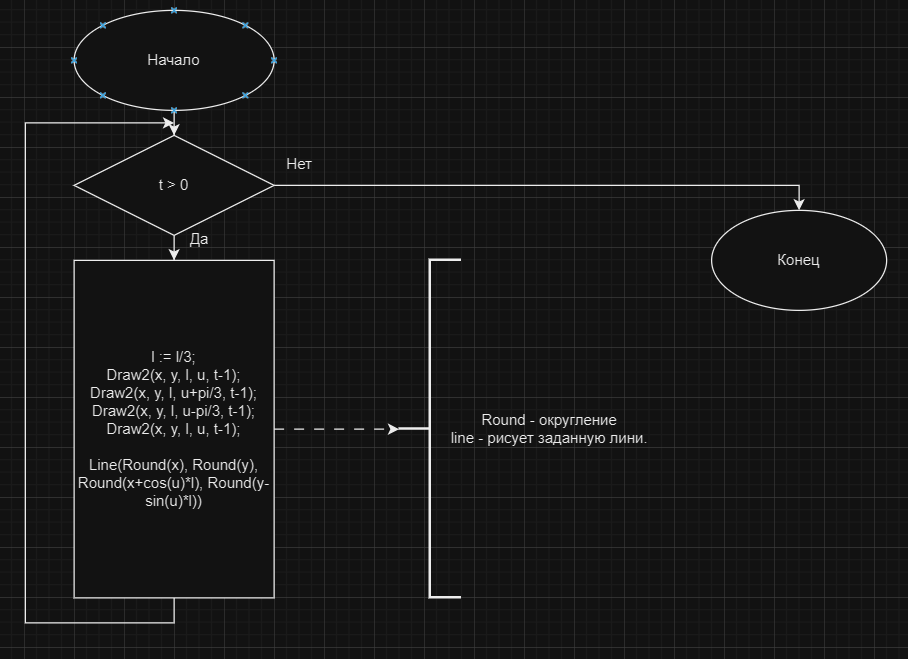 Начало
t > 0
Нет
Да
Конец
l := l/3;
Draw2(x, y, l, u, t-1);
Draw2(x, y, l, u+pi/3, t-1);
Draw2(x, y, l, u-pi/3, t-1);
Draw2(x, y, l, u, t-1);
Line(Round(x), Round(y),
Round(x+cos(u)*l), Round(y-
sin(u)*l))
Round - округление
line - рисует заданную лини.